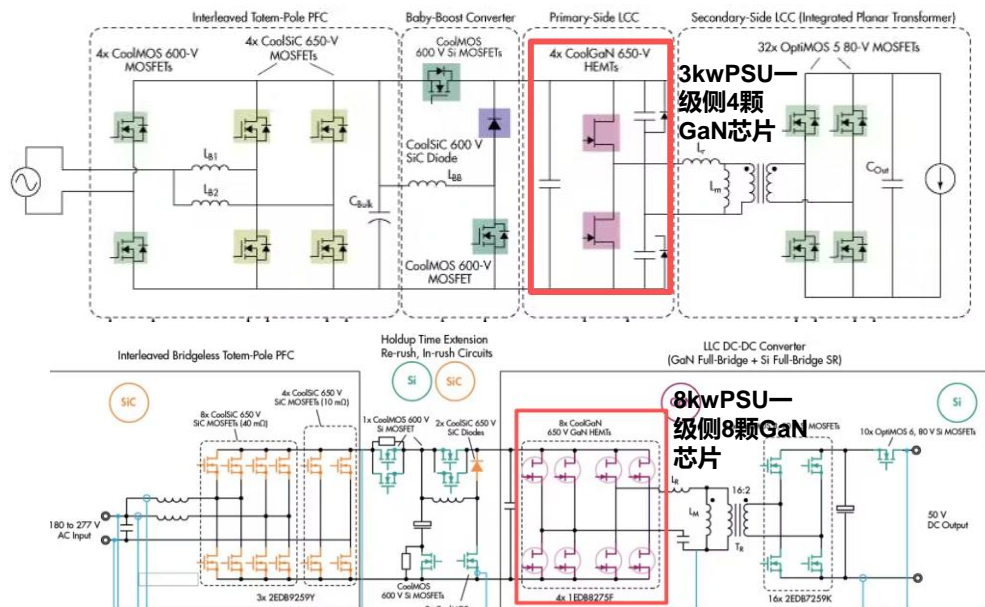 Interleaved Totem-Pole PFC
Baby-Boost Converter
Primary-Side LCC
Secondary-Side LCC (Integrated Planar Transformer)
4x CoolMOS 600-V
MOSFETs
4x CoolSiC 650-V
MOSFETs
CoolMOS
600 V Si MOSFETs
4x CoolGaN 650-V
HEMTs
32x OptiMOS 5 80-V MOSFETs
3kwPSU一
级侧4颗
GaN芯片
CoolSiC 600 V
SiC Diode
LB1
LB2
LBB
CBulk
Lr
Lm
COut
CoolMOS 600-V
MOSFET
Interleaved Bridgeless Totem-Pole PFC
Holdup Time Extension
Re-rush, In-rush Circuits
LLC DC-DC Converter
(GaN Full-Bridge + Si Full-Bridge SR)
SiC
Si
SiC
Si
8kwPSU一
级侧8颗GaN
芯片
8x CoolSiC 650 V
SiC MOSFETs (40 mΩ)
4x CoolSiC 650 V
SiC MOSFETs (10 mΩ)
1x CoolMOS 600 V
Si MOSFET
2x CoolSiC 650 V
SiC Diodes
8x CoolGaN
650 V GaN HEMTs
10x OptiMOS 6, 80 V Si MOSFETs
LR
LM
16:2
TR
180 to 277 V
AC Input
50 V
DC Output
3x 2EDB9259Y
CoolMOS
600 V Si MOSFETs
4x 1EDB8275F
16x 2EDB7259K